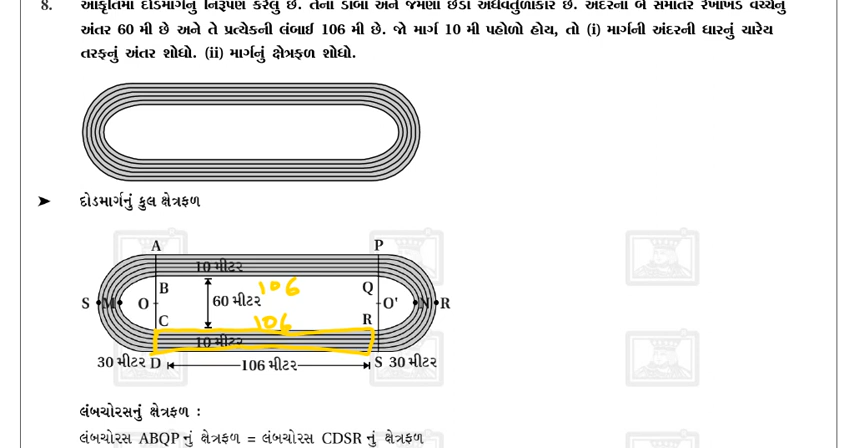 8. આકૃતિમાં દોડમાર્ગનું નિરૂપણ કરેલું છે. તેના ડાબા અને જમણા છેડા અર્ધવર્તુળાકાર છે. અંદરના બે સમાંતર રેખાખંડ વચ્ચેનું
અંતર 60 મી છે અને તે પ્રત્યેકની લંબાઈ 106 મી છે. જો માર્ગ 10 મી પહોળો હોય, તો (i) માર્ગની અંદરની ધારનું ચારેય
તરફનું અંતર શોધો. (ii) માર્ગનું ક્ષેત્રફળ શોધો.
➤ દોડમાર્ગનું કુલ ક્ષેત્રફળ
A P
10 મીટર
B 106 Q
S M O 60 મીટર O' N R
C 106 R
10 મીટર
30 મીટર D 106 મીટર S 30 મીટર
લંબચોરસનું ક્ષેત્રફળ :
લંબચોરસ ABQP નું ક્ષેત્રફળ = લંબચોરસ CDSR નું ક્ષેત્રફળ